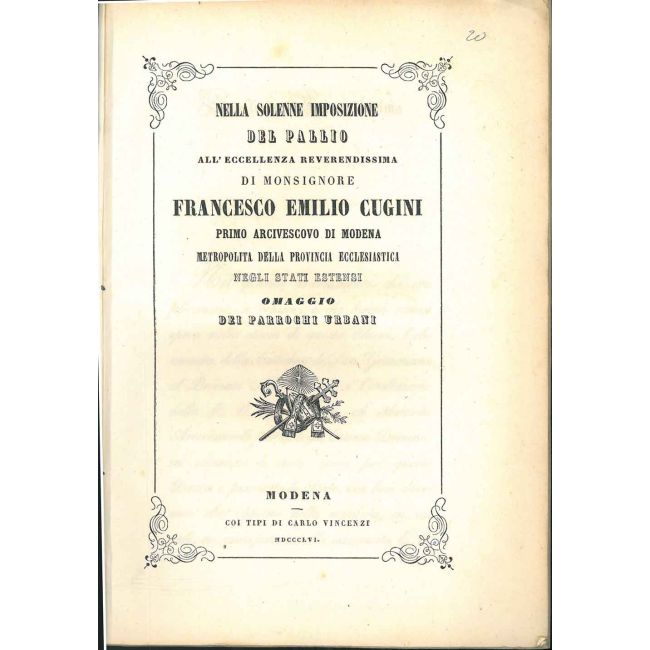 20
NELLA SOLENNE IMPOSIZIONE
DEL PALLIO
ALL'ECCELLENZA REVERENDISSIMA
DI MONSIGNORE
FRANCESCO EMILIO CUGINI
PRIMO ARCIVESCOVO DI MODENA
METROPOLITA DELLA PROVINCIA ECCLESIASTICA
NEGLI STATI ESTENSI
OMAGGIO
DEI PARROCHI URBANI
MODENA
COI TIPI DI CARLO VINCENZI
MDCCCLVI.